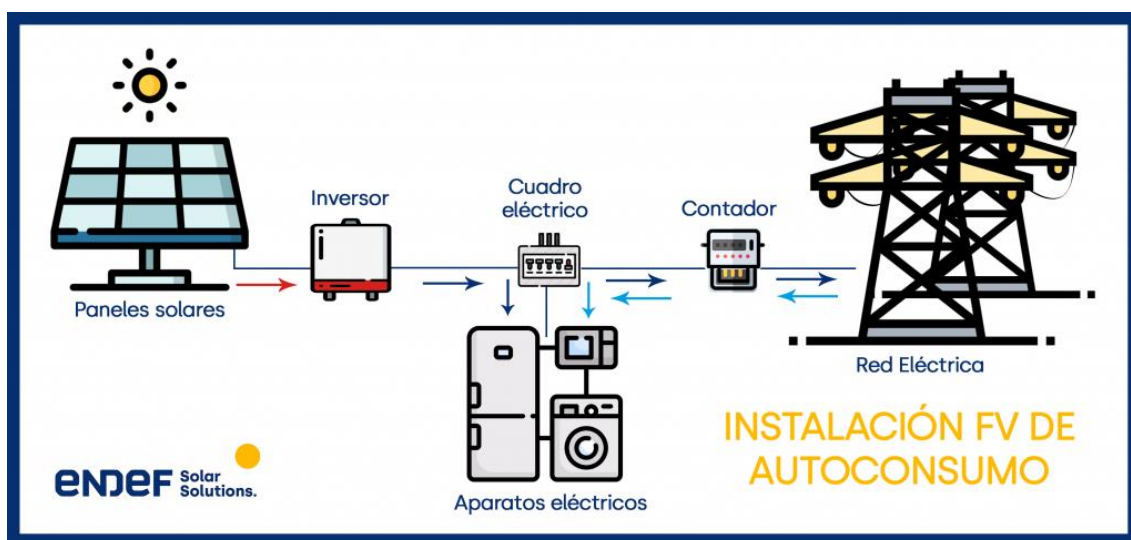 Inversor
Cuadro
eléctrico
Contador
Paneles solares
Red Eléctrica
Aparatos eléctricos
INSTALACIÓN FV DE
AUTOCONSUMO
enDeF Solar
Solutions.